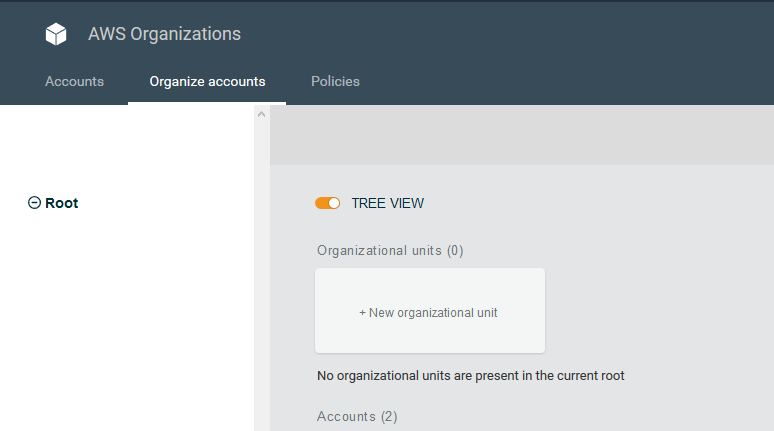 AWS Organizations
Accounts
Organize accounts
Policies
Root
TREE VIEW
Organizational units (0)
+ New organizational unit
No organizational units are present in the current root
Accounts (2)